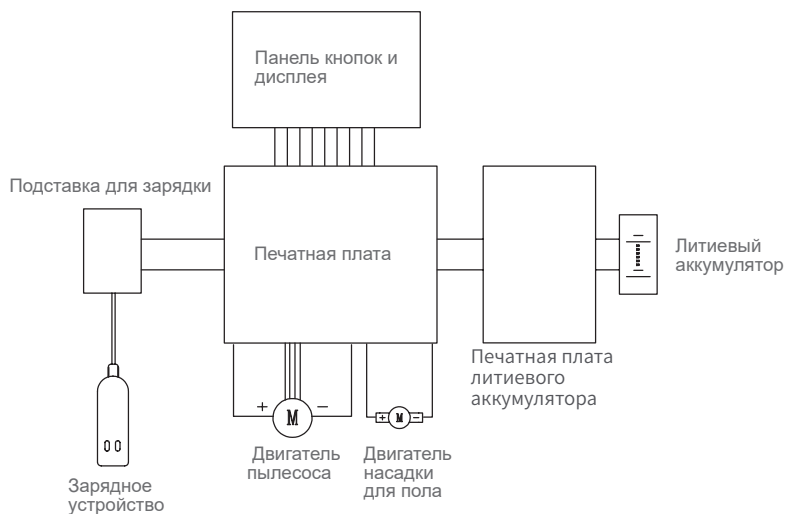 Панель кнопок и
дисплея
Подставка для зарядки
Печатная плата
Литиевый
аккумулятор
Печатная плата
литиевого
аккумулятора
+ M −
+ M −
Двигатель
пылесоса
Двигатель
насадки
для пола
Зарядное
устройство